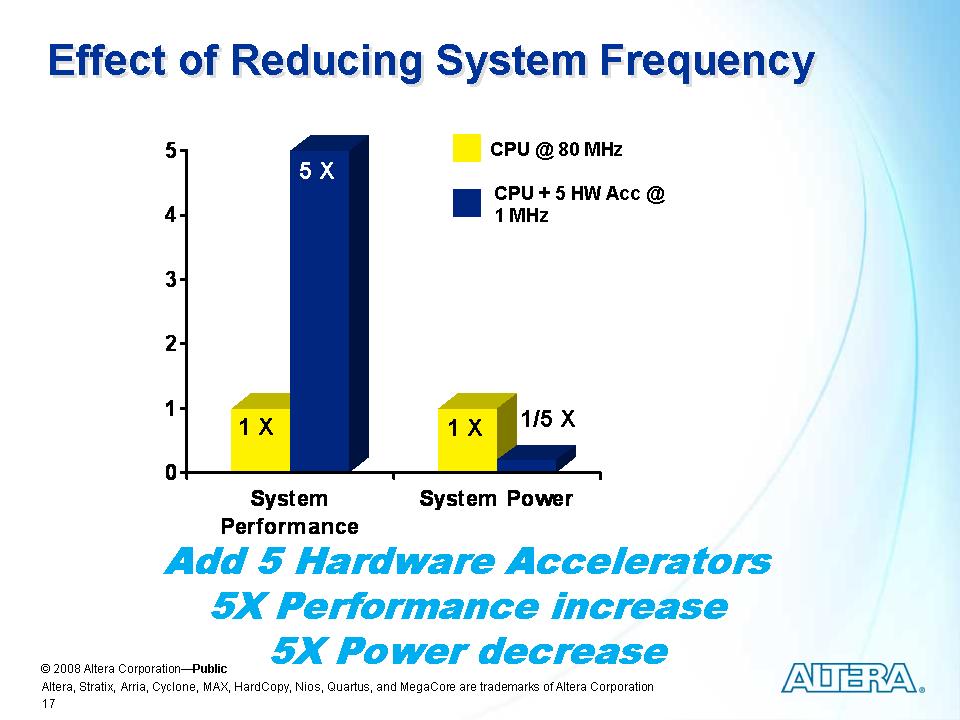 Effect of Reducing System Frequency
5
4
3
2
1
0
5 X
1 X
1 X
1/5 X
CPU @ 80 MHz
CPU + 5 HW Acc @
1 MHz
System
Performance
System Power
Add 5 Hardware Accelerators
5X Performance increase
5X Power decrease
© 2008 Altera Corporation—Public
Altera, Stratix, Arria, Cyclone, MAX, HardCopy, Nios, Quartus, and MegaCore are trademarks of Altera Corporation
17
ALTERA®